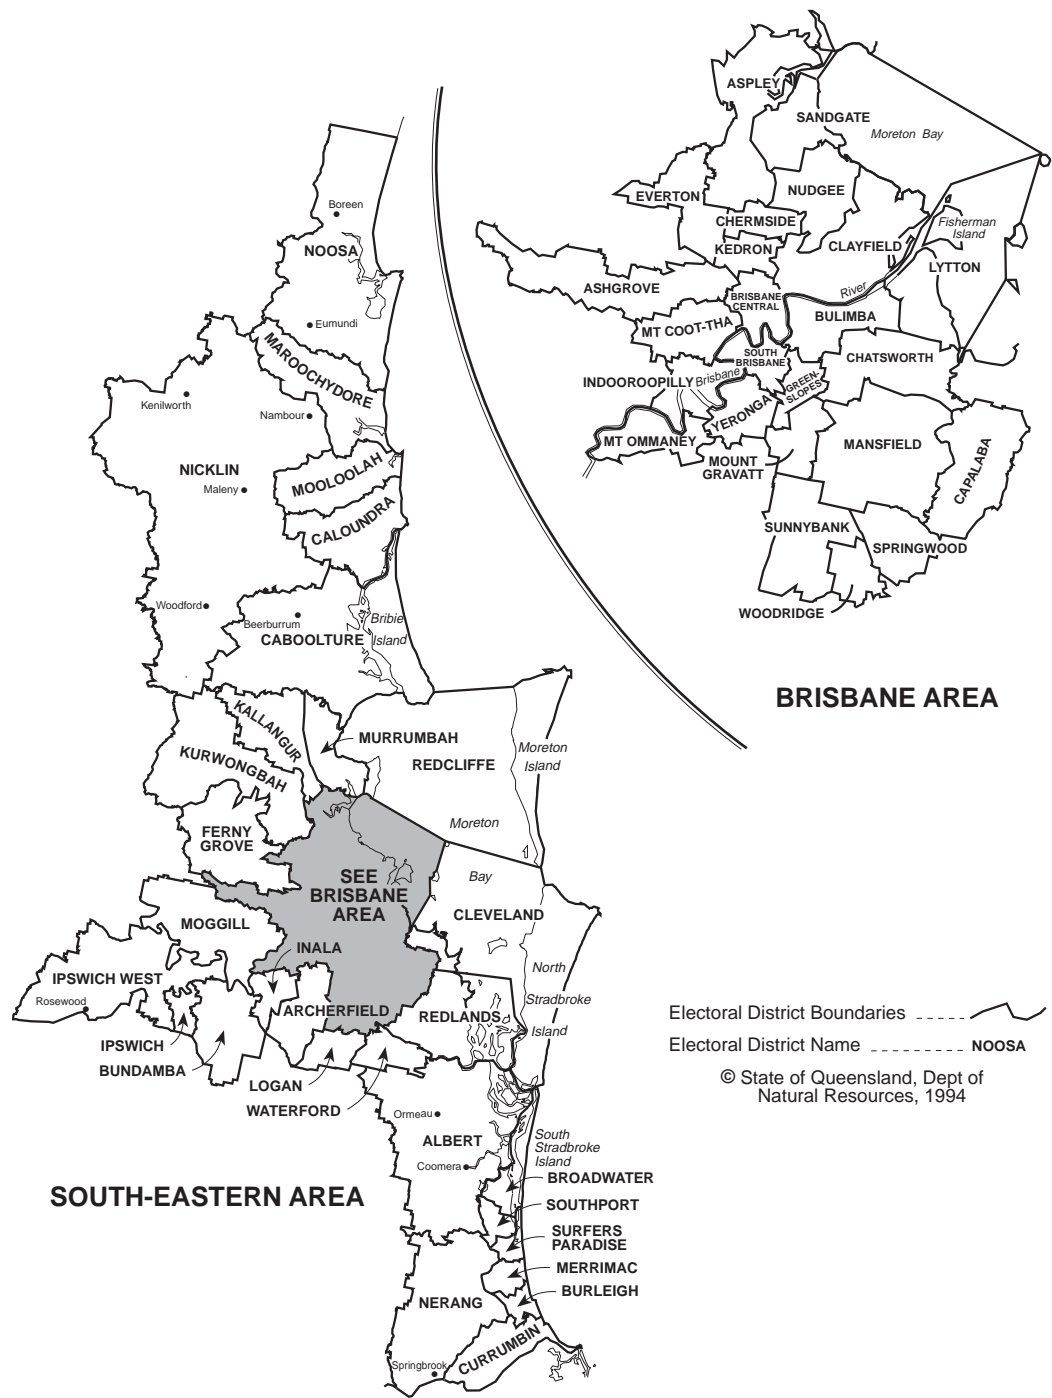 ASPLEY
SANDGATE
Moreton Bay
EVERTON
NUDGEE
CHERMSIDE
Fisherman
Island
KEDRON
CLAYFIELD
LYTTON
ASHGROVE
BRISBANE
CENTRAL
River
BULIMBA
MT COOT-THA
SOUTH
BRISBANE
CHATSWORTH
INDOOROOPILLY
Brisbane
GREEN-
SLOPES
YERONGA
MT OMMANEY
MOUNT
GRAVATT
MANSFIELD
CAPALABA
SUNNYBANK
SPRINGWOOD
WOODRIDGE
BRISBANE AREA
Boreen
NOOSA
Eumundi
MAROOCHYDORE
Kenilworth
Nambour
NICKLIN
Maleny
MOOLOOLAH
CALOUNDRA
Woodford
Beerburrum
CABOOLTURE
Bribie
Island
KALLANGUR
MURRUMBAH
REDCLIFFE
Moreton
Island
KURWONGBAH
FERNY
GROVE
Moreton
Bay
SEE
BRISBANE
AREA
CLEVELAND
MOGGILL
INALA
IPSWICH WEST
Rosewood
North
Stradbroke
Island
ARCHERFIELD
REDLANDS
IPSWICH
BUNDAMBA
LOGAN
WATERFORD
Ormeau
ALBERT
Coomera
South
Stradbroke
Island
BROADWATER
SOUTHPORT
SURFERS
PARADISE
MERRIMAC
BURLEIGH
NERANG
CURRUMBIN
Springbrook
SOUTH-EASTERN AREA
Electoral District Boundaries
Electoral District Name NOOSA
© State of Queensland, Dept of
Natural Resources, 1994